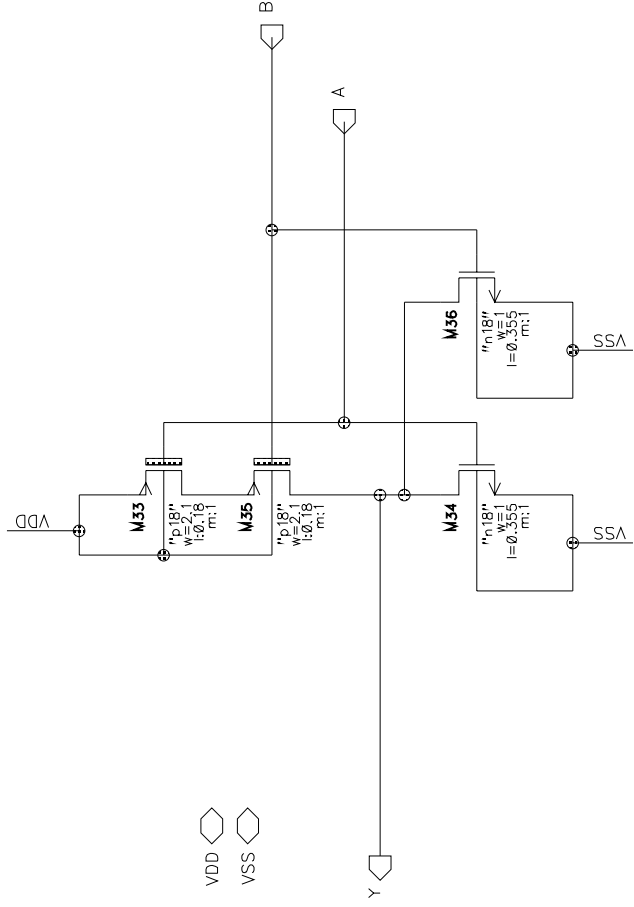 B
A
M36
"n18"
w=1
l=0.355
m:1
VSS
VDD
M33
"p18"
w=2.1
l:0.18
m:1
M35
"p18"
w=2.1
l:0.18
m:1
M34
"n18"
w=1
l=0.355
m:1
VSS
VDD
VSS
Y